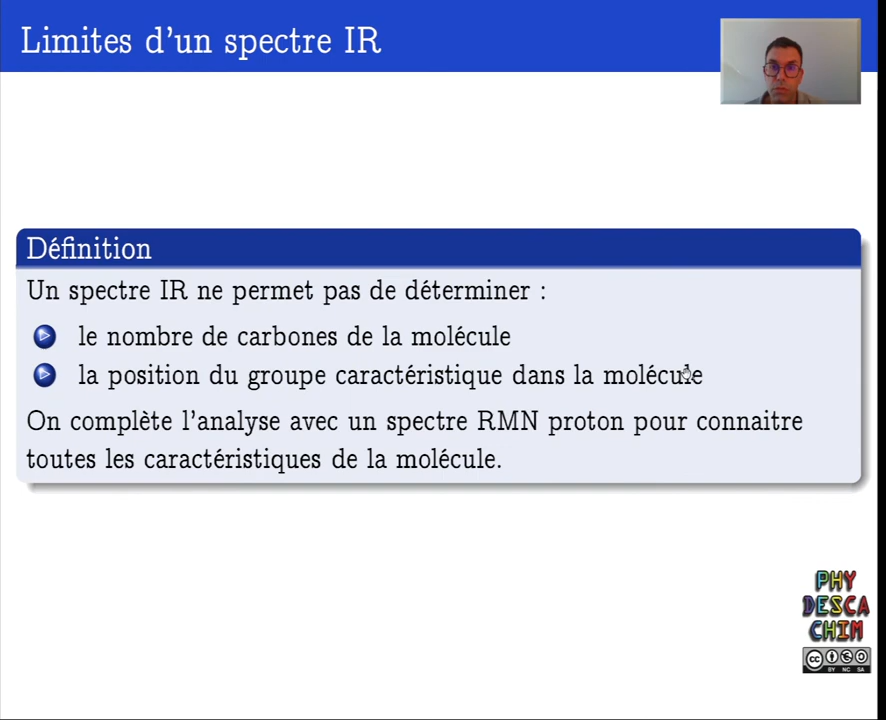 Limites d'un spectre IR
Définition
Un spectre IR ne permet pas de déterminer :
le nombre de carbones de la molécule
la position du groupe caractéristique dans la molécule
On complète l'analyse avec un spectre RMN proton pour connaitre
toutes les caractéristiques de la molécule.
PHY
DESCA
CHIM
cc
BY NC SA